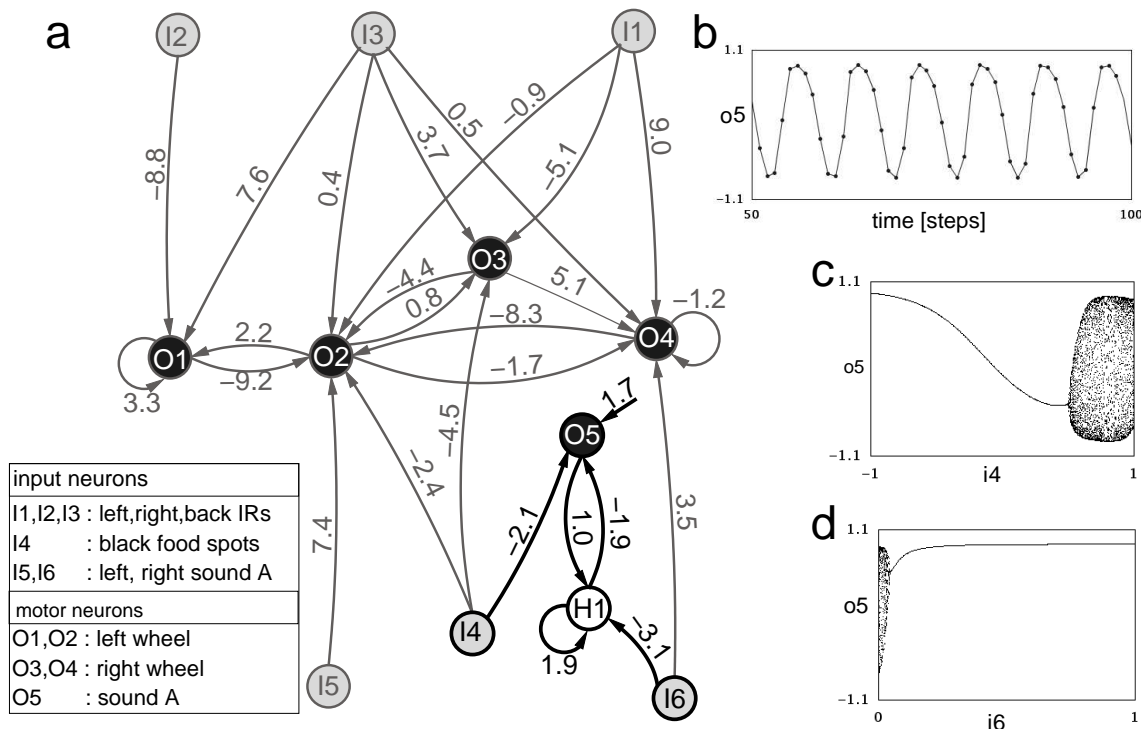 a
I2
I3
I1
−8.8
7.6
0.4
3.7
0.5
−0.9
−5.1
9.0
O3
−4.4
0.8
5.1
−1.2
O1
2.2
O2
−8.3
O4
−9.2
−1.7
3.3
1.7
O5
−4.5
−2.4
7.4
−2.1
1.0
−1.9
3.5
H1
I4
1.9
−3.1
I5
I6
input neurons
I1,I2,I3 : left,right,back IRs
I4 : black food spots
I5,I6 : left, right sound A
motor neurons
O1,O2 : left wheel
O3,O4 : right wheel
O5 : sound A
b
1.1
o5
−1.1
50
time [steps]
100
c
1.1
o5
−1.1
−1
i4
1
d
1.1
o5
−1.1
0
i6
1